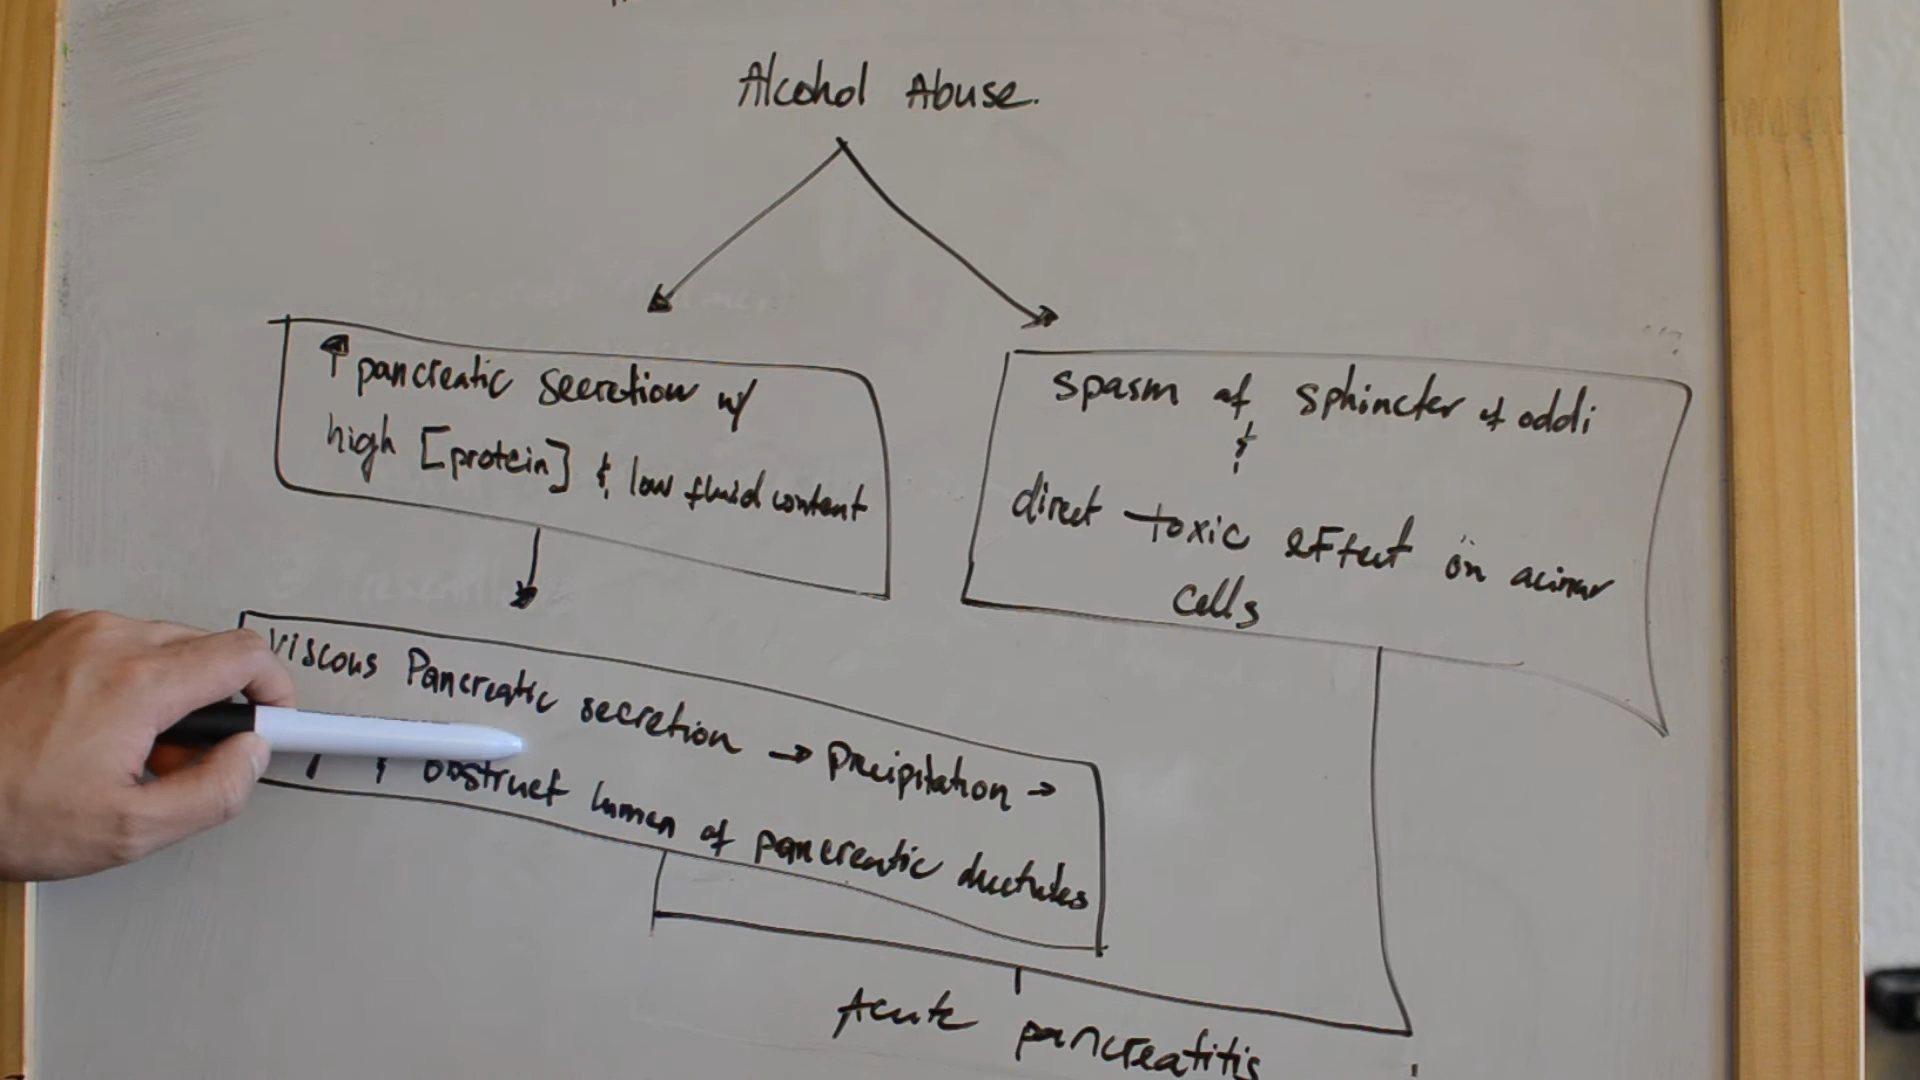 Alcohol Abuse.
↑ pancreatic secretion w/
high [protein] & low fluid content
spasm of sphincter of oddi
&
direct toxic effect on acinar
cells
Viscous Pancreatic secretion → Precipitation →
& obstruct lumen of pancreatic ductules
Acute pancreatitis